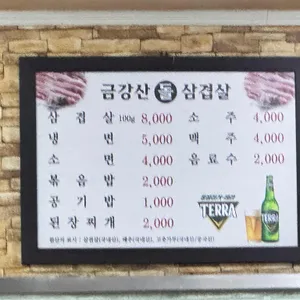 금강산 돌 삼겹살
삼겹살 100g 8,000 소주 4,000
냉면 5,000 맥주 4,000
소면 4,000 음료수 2,000
볶음밥 2,000
공기밥 1,000
된장찌개 2,000
TERRA
TERRA